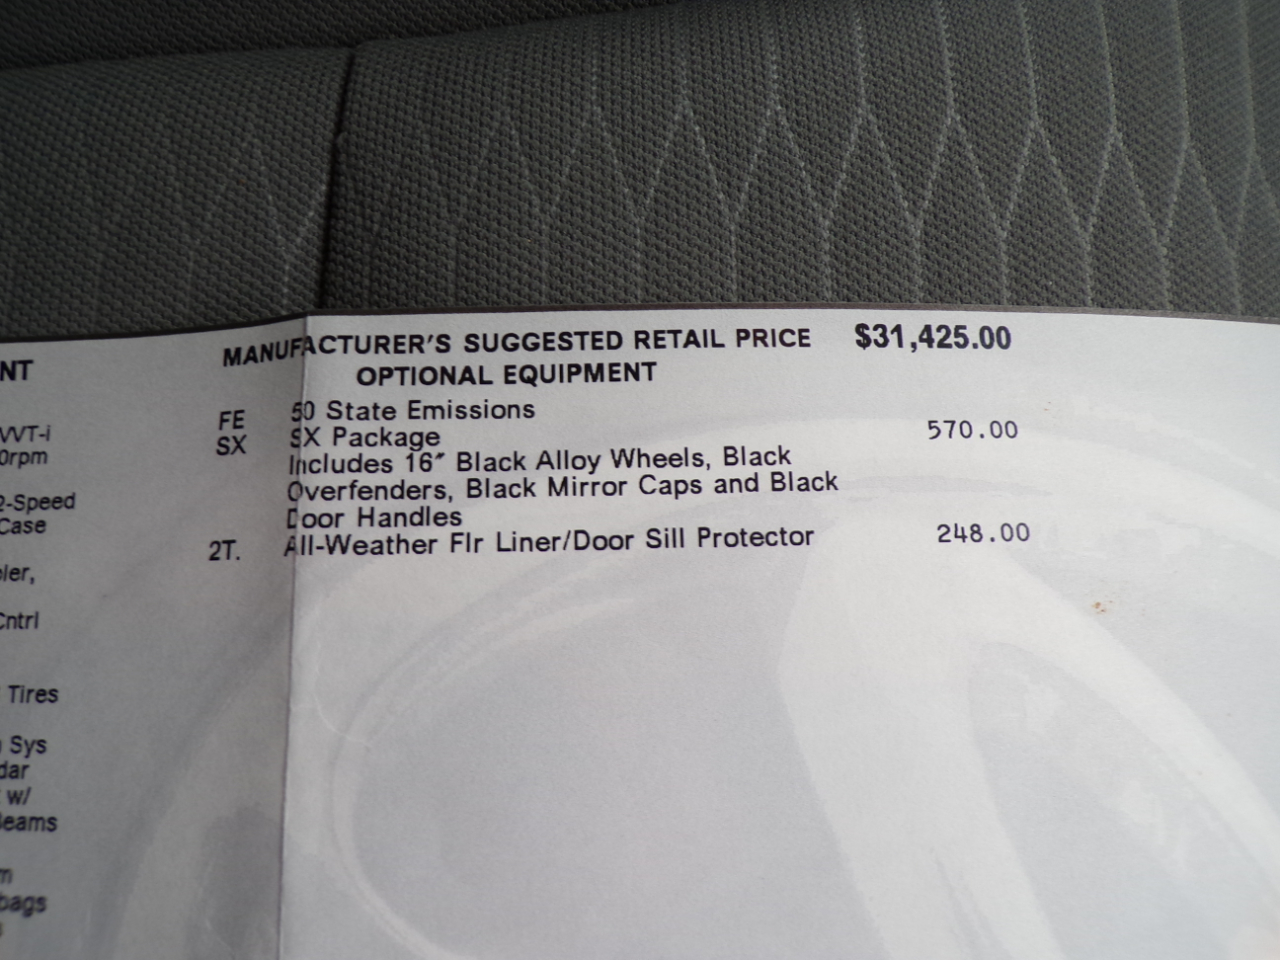 MANUFACTURER'S SUGGESTED RETAIL PRICE $31,425.00
OPTIONAL EQUIPMENT
FE 50 State Emissions
SX SX Package 570.00
Includes 16″ Black Alloy Wheels, Black
Overfenders, Black Mirror Caps and Black
Door Handles
2T. All-Weather Flr Liner/Door Sill Protector 248.00
NT
VVT-i
0rpm
2-Speed
Case
ler,
Cntrl
Tires
Sys
dar
w/
Beams
bags